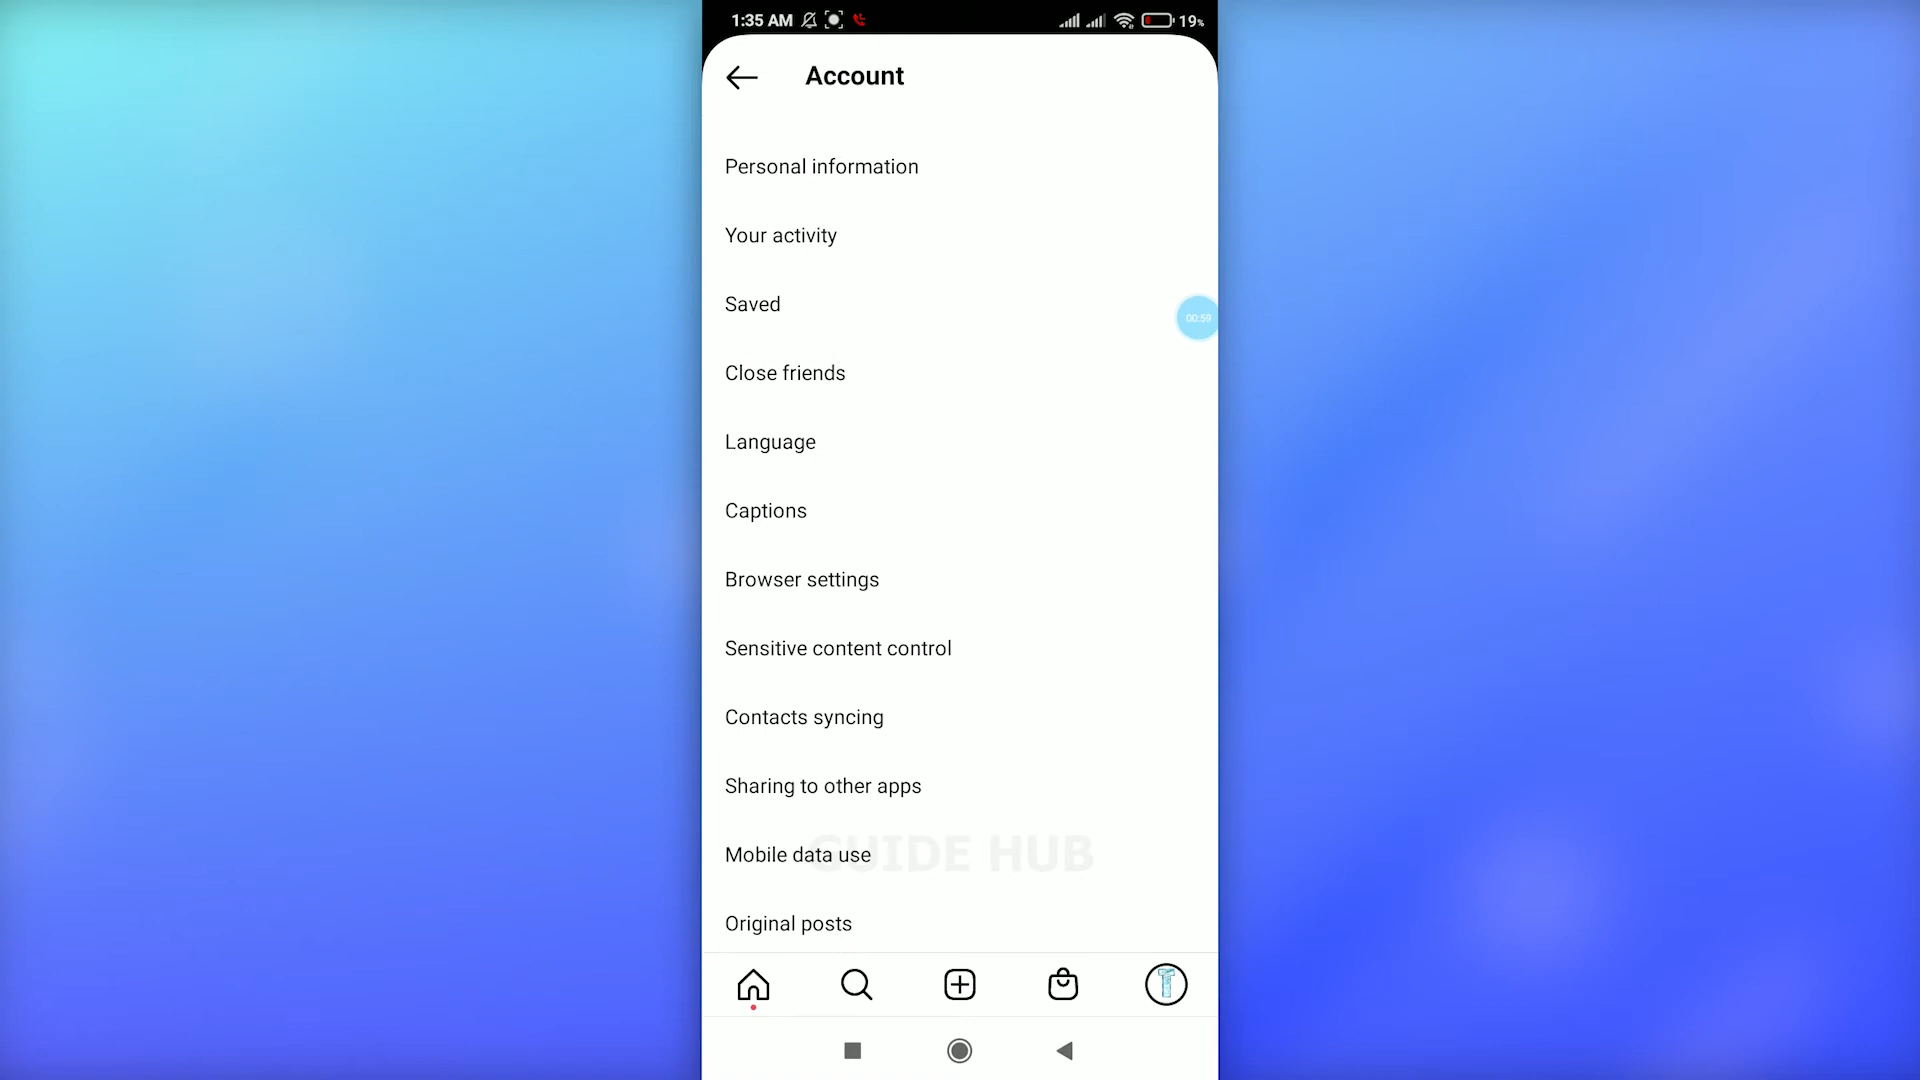 1:35 AM 19%
Account
Personal information
Your activity
Saved
00:59
Close friends
Language
Captions
Browser settings
Sensitive content control
Contacts syncing
Sharing to other apps
GUIDE HUB
Mobile data use
Original posts
T